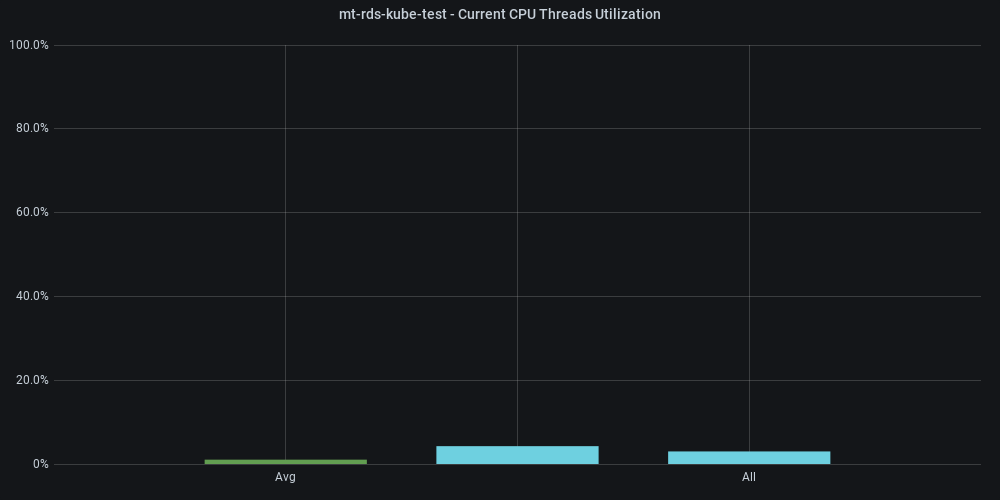 mt-rds-kube-test - Current CPU Threads Utilization
100.0%
80.0%
60.0%
40.0%
20.0%
0%
Avg
All